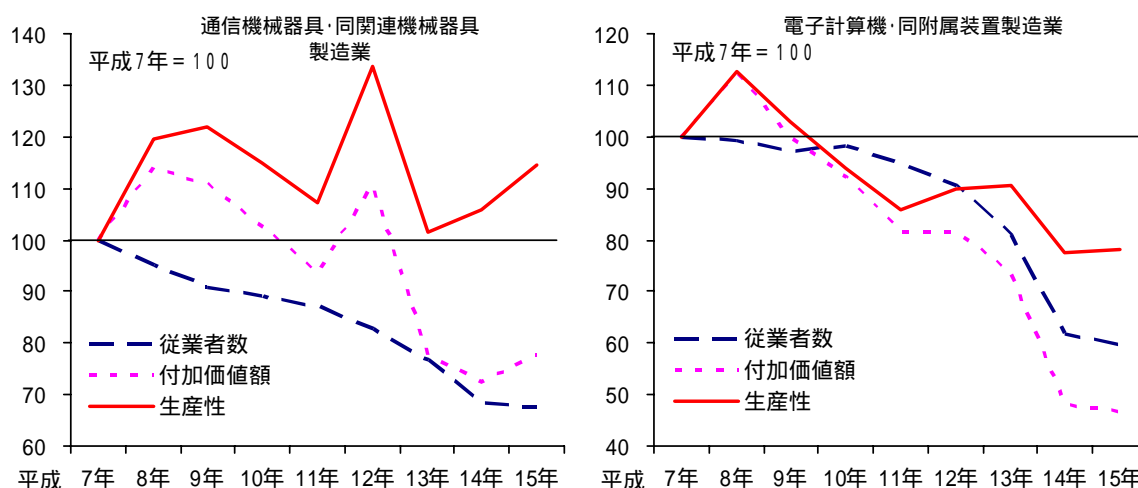 通信機械器具・同関連機械器具
製造業
平成7年=100
140
130
120
110
100
90
80
70
60
従業者数
付加価値額
生産性
平成 7年 8年 9年 10年 11年 12年 13年 14年 15年
電子計算機・同附属装置製造業
平成7年=100
120
110
100
90
80
70
60
50
40
従業者数
付加価値額
生産性
平成 7年 8年 9年 10年 11年 12年 13年 14年 15年